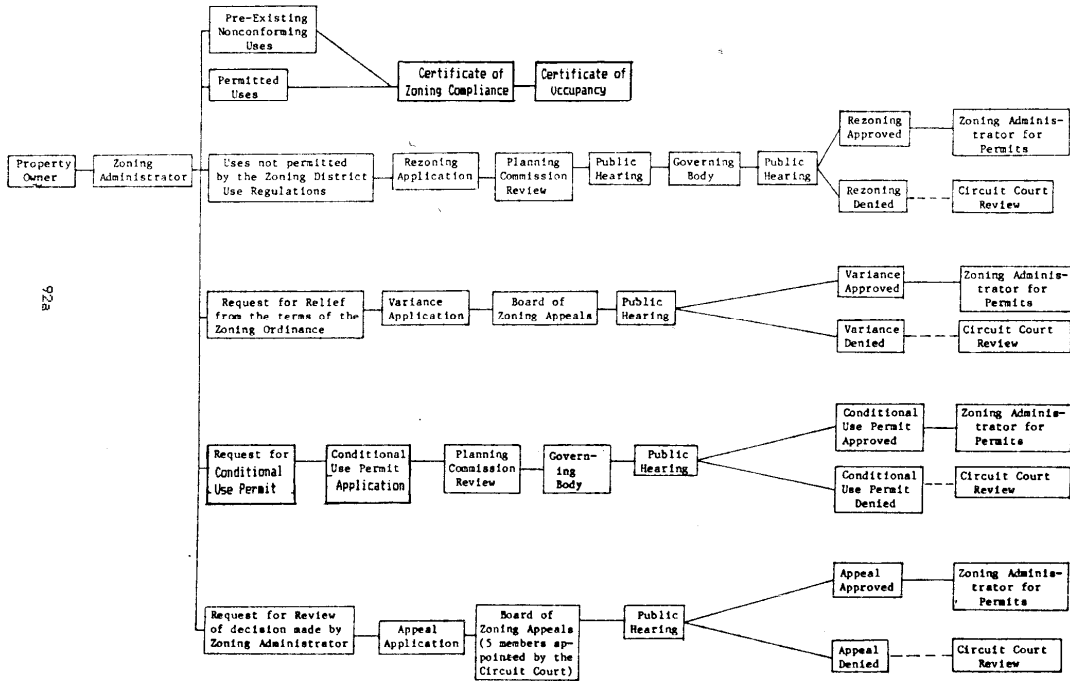 Pre-Existing
Nonconforming
Uses
Permitted
Uses
Certificate of
Zoning Compliance
Certificate of
Occupancy
Property
Owner
Zoning
Administrator
Uses not permitted
by the Zoning District
Use Regulations
Rezoning
Application
Planning
Commission
Review
Public
Hearing
Governing
Body
Public
Hearing
Rezoning
Approved
Zoning Adminis-
trator for
Permits
Rezoning
Denied
Circuit Court
Review
92a
Request for Relief
from the terms of the
Zoning Ordinance
Variance
Application
Board of
Zoning Appeals
Public
Hearing
Variance
Approved
Zoning Adminis-
trator for
Permits
Variance
Denied
Circuit Court
Review
Request for
Conditional
Use Permit
Conditional
Use Permit
Application
Planning
Commission
Review
Govern-
ing
Body
Public
Hearing
Conditional
Use Permit
Approved
Zoning Adminis-
trator for
Permits
Conditional
Use Permit
Denied
Circuit Court
Review
Request for Review
of decision made by
Zoning Administrator
Appeal
Application
Board of
Zoning Appeals
(5 members ap-
pointed by the
Circuit Court)
Public
Hearing
Appeal
Approved
Zoning Adminis-
trator for
Permits
Appeal
Denied
Circuit Court
Review